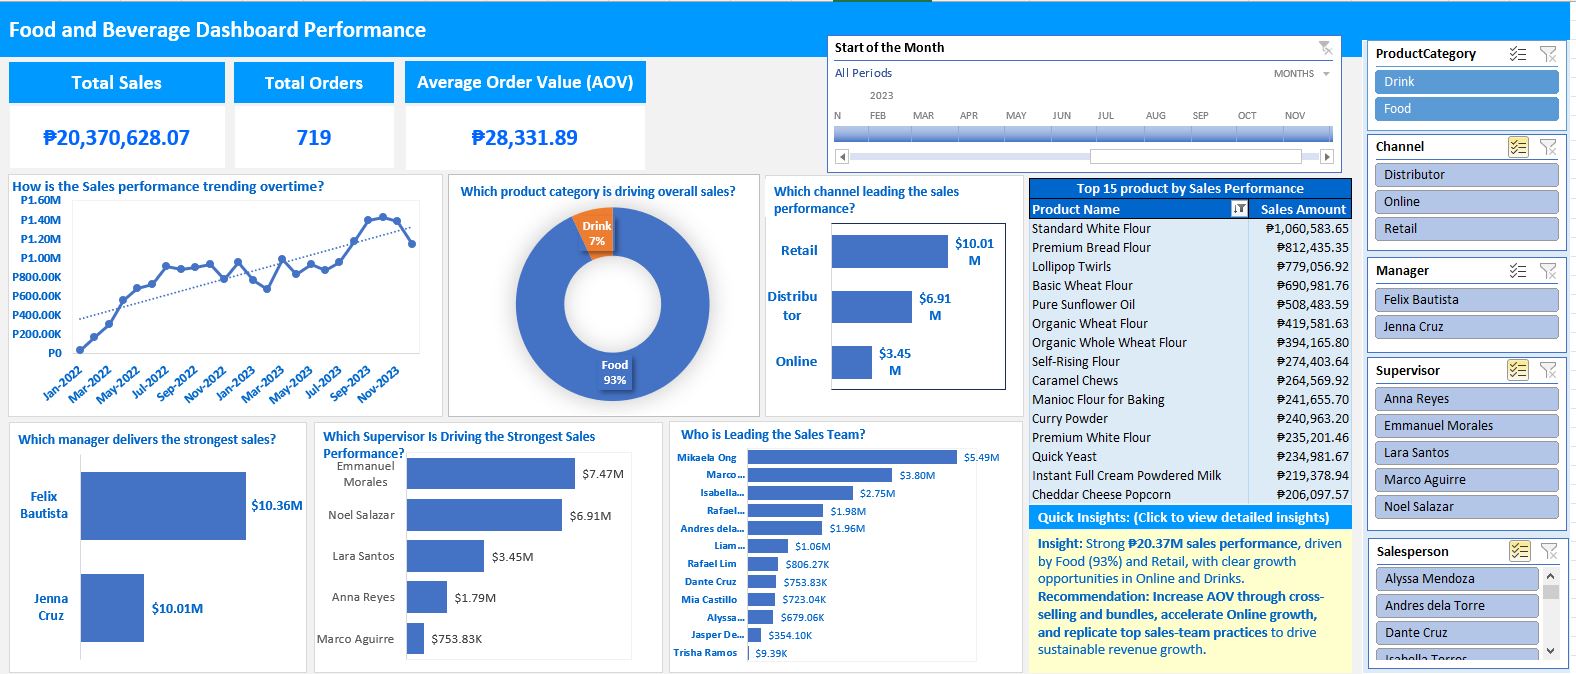 Food and Beverage Dashboard Performance
Total Sales
₱20,370,628.07
Total Orders
719
Average Order Value (AOV)
₱28,331.89
Start of the Month
All Periods
MONTHS
2023
N FEB MAR APR MAY JUN JUL AUG SEP OCT NOV
ProductCategory
Drink
Food
Channel
Distributor
Online
Retail
Manager
Felix Bautista
Jenna Cruz
Supervisor
Anna Reyes
Emmanuel Morales
Lara Santos
Marco Aguirre
Noel Salazar
Salesperson
Alyssa Mendoza
Andres dela Torre
Dante Cruz
Isabella Torres
How is the Sales performance trending overtime?
P1.60M
P1.40M
P1.20M
P1.00M
P800.00K
P600.00K
P400.00K
P200.00K
P0
Jan-2022
Mar-2022
May-2022
Jul-2022
Sep-2022
Nov-2022
Jan-2023
Mar-2023
May-2023
Jul-2023
Sep-2023
Nov-2023
Which product category is driving overall sales?
Drink
7%
Food
93%
Which channel leading the sales
performance?
Retail
$10.01
M
Distribu
tor
$6.91
M
Online
$3.45
M
Top 15 product by Sales Performance
Product Name Sales Amount
Standard White Flour ₱1,060,583.65
Premium Bread Flour ₱812,435.35
Lollipop Twirls ₱779,056.92
Basic Wheat Flour ₱690,981.76
Pure Sunflower Oil ₱508,483.59
Organic Wheat Flour ₱419,581.63
Organic Whole Wheat Flour ₱394,165.80
Self-Rising Flour ₱274,403.64
Caramel Chews ₱264,569.92
Manioc Flour for Baking ₱241,655.70
Curry Powder ₱240,963.20
Premium White Flour ₱235,201.46
Quick Yeast ₱234,981.67
Instant Full Cream Powdered Milk ₱219,378.94
Cheddar Cheese Popcorn ₱206,097.57
Which manager delivers the strongest sales?
Felix
Bautista
$10.36M
Jenna
Cruz
$10.01M
Which Supervisor Is Driving the Strongest Sales
Performance?
Emmanuel
Morales
$7.47M
Noel Salazar $6.91M
Lara Santos $3.45M
Anna Reyes $1.79M
Marco Aguirre $753.83K
Who is Leading the Sales Team?
Mikaela Ong $5.49M
Marco... $3.80M
Isabella... $2.75M
Rafael... $1.98M
Andres dela... $1.96M
Liam... $1.06M
Rafael Lim $806.27K
Dante Cruz $753.83K
Mia Castillo $723.04K
Alyssa... $679.06K
Jasper De... $354.10K
Trisha Ramos $9.39K
Quick Insights: (Click to view detailed insights)
Insight: Strong ₱20.37M sales performance, driven
by Food (93%) and Retail, with clear growth
opportunities in Online and Drinks.
Recommendation: Increase AOV through cross-
selling and bundles, accelerate Online growth,
and replicate top sales-team practices to drive
sustainable revenue growth.